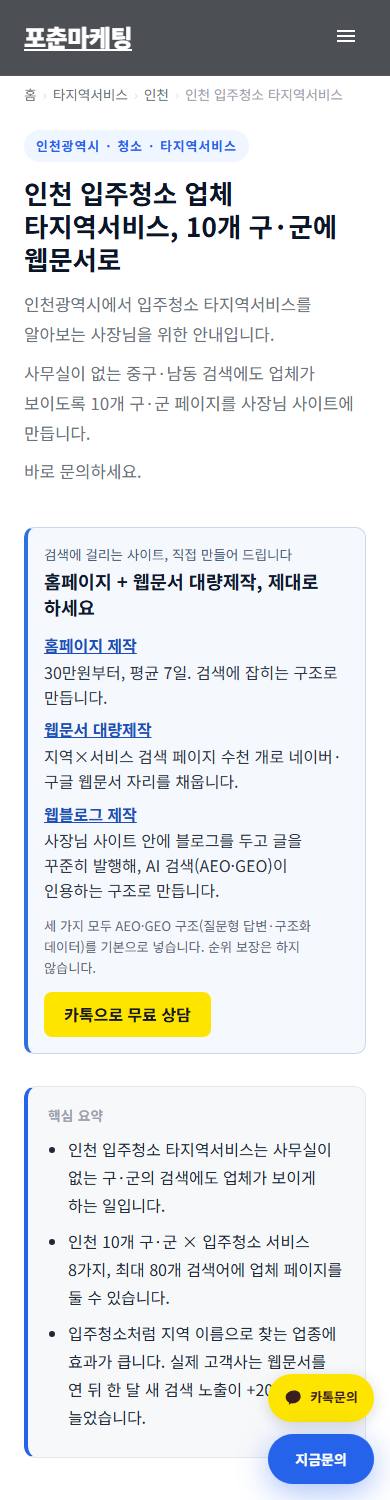 포춘마케팅
홈 › 타지역서비스 › 인천 › 인천 입주청소 타지역서비스
인천광역시 · 청소 · 타지역서비스
인천 입주청소 업체
타지역서비스, 10개 구·군에
웹문서로
인천광역시에서 입주청소 타지역서비스를
알아보는 사장님을 위한 안내입니다.
사무실이 없는 중구·남동 검색에도 업체가
보이도록 10개 구·군 페이지를 사장님 사이트에
만듭니다.
바로 문의하세요.
검색에 걸리는 사이트, 직접 만들어 드립니다
홈페이지 + 웹문서 대량제작, 제대로
하세요
홈페이지 제작
30만원부터, 평균 7일. 검색에 잡히는 구조로
만듭니다.
웹문서 대량제작
지역×서비스 검색 페이지 수천 개로 네이버·
구글 웹문서 자리를 채웁니다.
웹블로그 제작
사장님 사이트 안에 블로그를 두고 글을
꾸준히 발행해, AI 검색(AEO·GEO)이
인용하는 구조로 만듭니다.
세 가지 모두 AEO·GEO 구조(질문형 답변·구조화
데이터)를 기본으로 넣습니다. 순위 보장은 하지
않습니다.
카톡으로 무료 상담
핵심 요약
• 인천 입주청소 타지역서비스는 사무실이
없는 구·군의 검색에도 업체가 보이게
하는 일입니다.
• 인천 10개 구·군 × 입주청소 서비스
8가지, 최대 80개 검색어에 업체 페이지를
둘 수 있습니다.
• 입주청소처럼 지역 이름으로 찾는 업종에
효과가 큽니다. 실제 고객사는 웹문서를
연 뒤 한 달 새 검색 노출이
늘었습니다.
카톡문의
지금문의